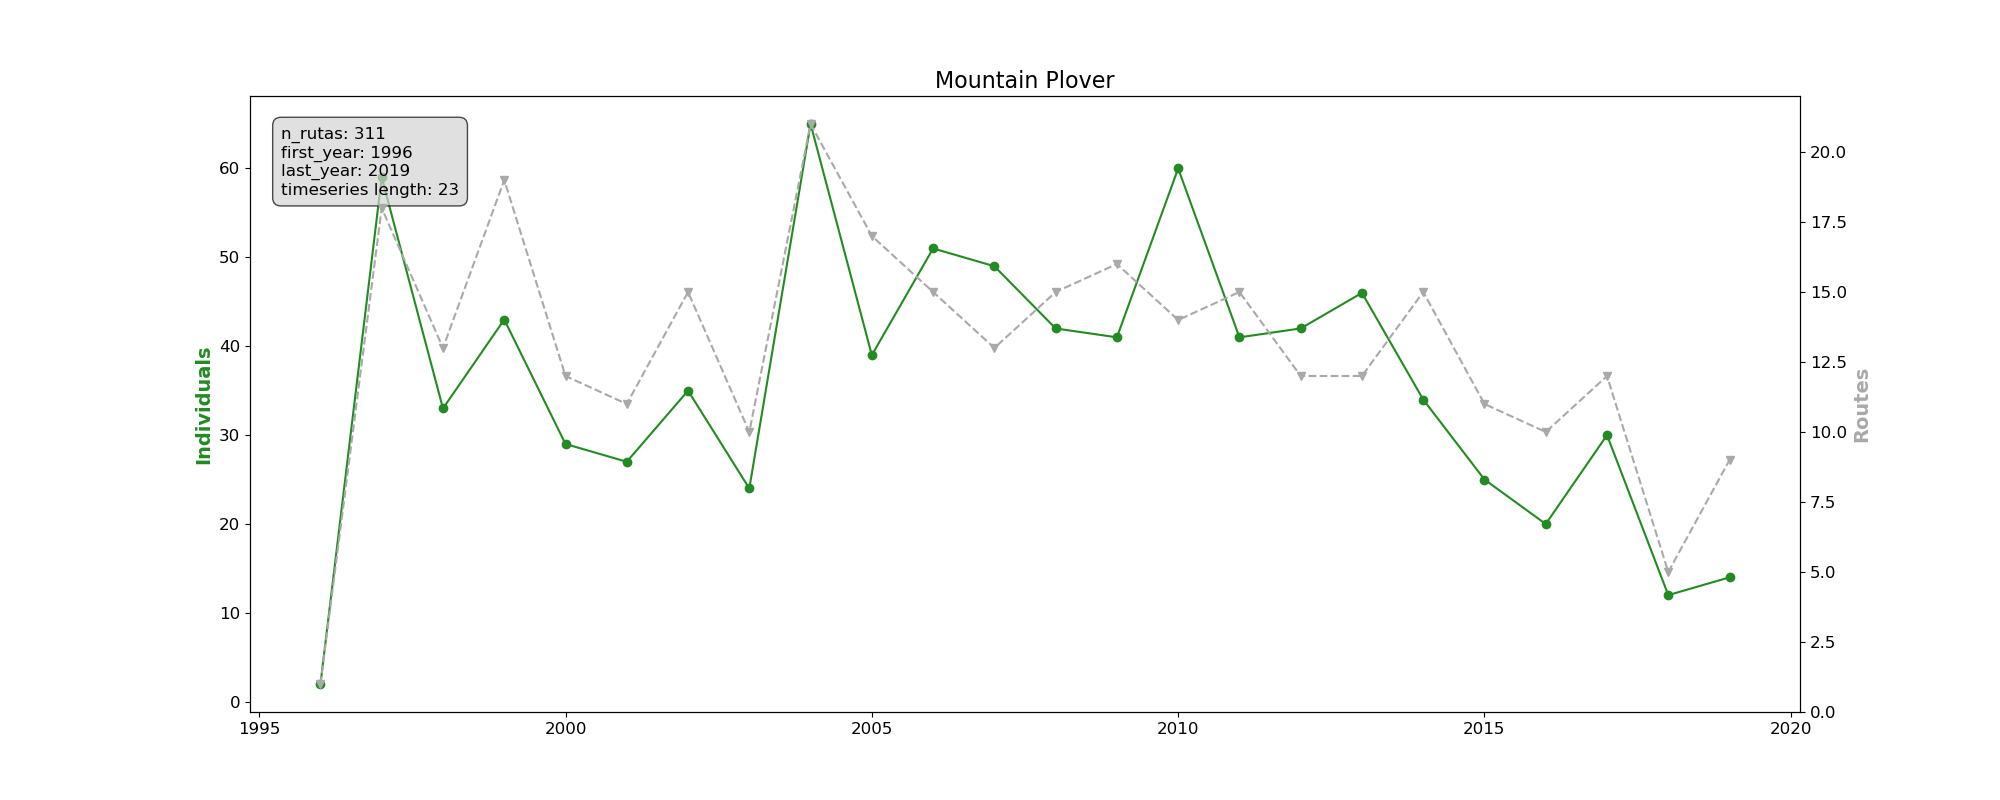 Mountain Plover
n_rutas: 311
first_year: 1996
last_year: 2019
timeseries length: 23
60
50
40
30
20
10
0
Individuals
20.0
17.5
15.0
12.5
10.0
7.5
5.0
2.5
0.0
Routes
1995 2000 2005 2010 2015 2020